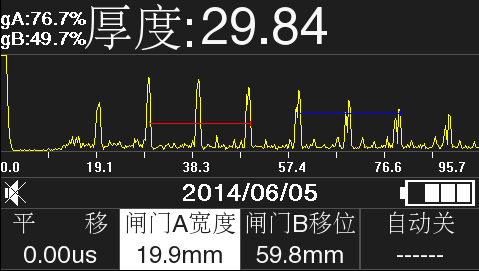 gA:76.7%
gB:49.7%
厚度:29.84
0.0 19.1 38.3 57.4 76.6 95.7
2014/06/05
平 移 闸门A宽度 闸门B移位 自动关
0.00us 19.9mm 59.8mm ------